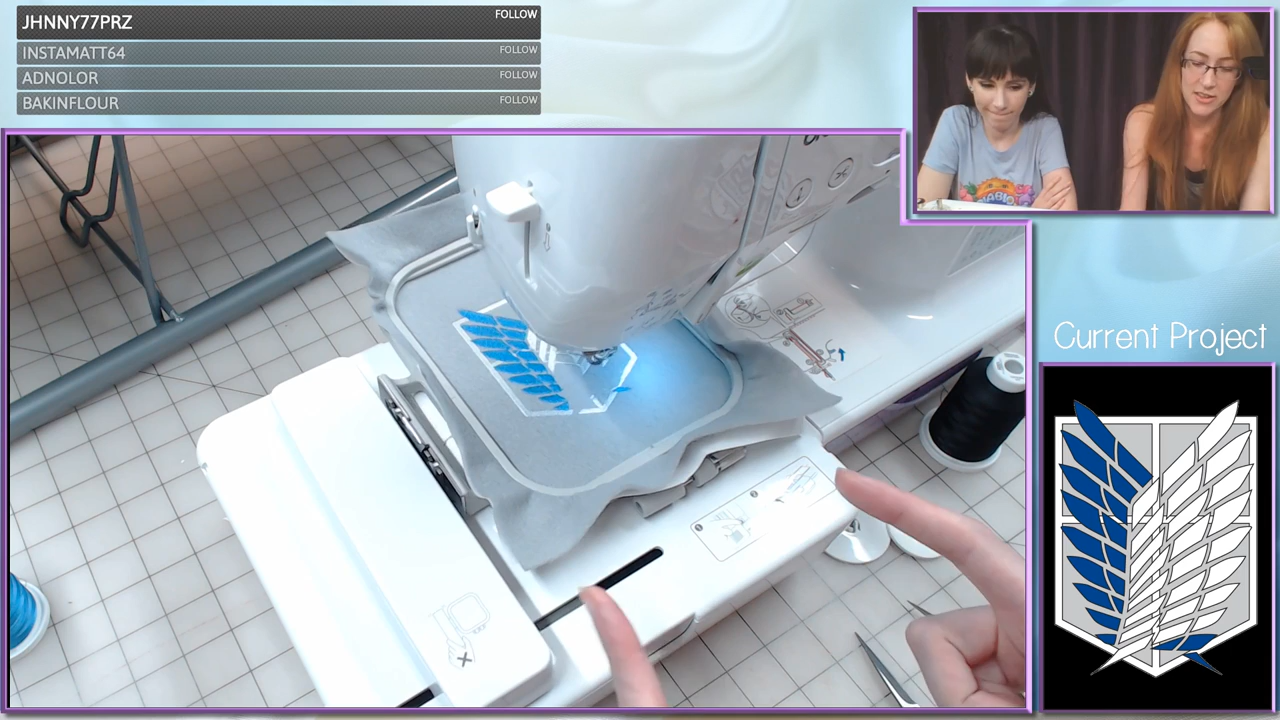 JHNNY77PRZ FOLLOW
INSTAMATT64 FOLLOW
ADNOLOR FOLLOW
BAKINFLOUR FOLLOW
Current Project